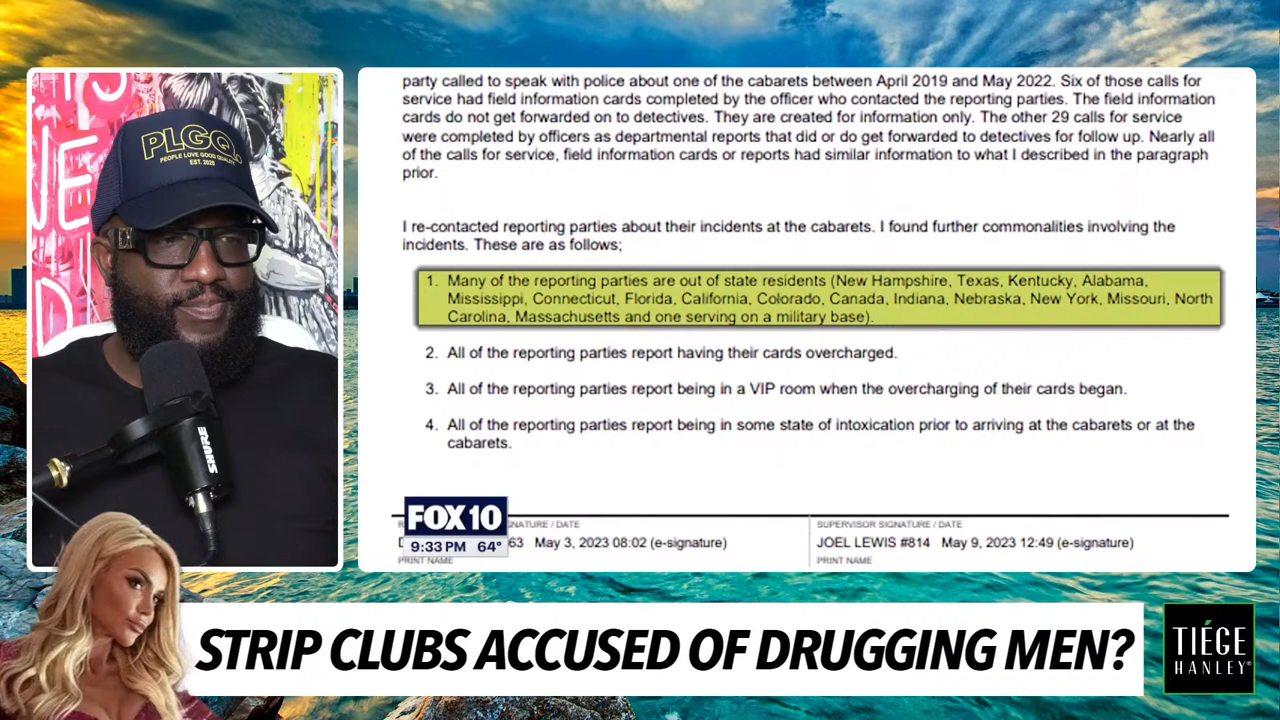 PLGQ
PEOPLE LOVE GOOD QUALITY
EST. 2020
SHURE
party called to speak with police about one of the cabarets between April 2019 and May 2022. Six of those calls for
service had field information cards completed by the officer who contacted the reporting parties. The field information
cards do not get forwarded on to detectives. They are created for information only. The other 29 calls for service
were completed by officers as departmental reports that did or do get forwarded to detectives for follow up. Nearly all
of the calls for service, field information cards or reports had similar information to what I described in the paragraph
prior.
I re-contacted reporting parties about their incidents at the cabarets. I found further commonalities involving the
incidents. These are as follows;
1. Many of the reporting parties are out of state residents (New Hampshire, Texas, Kentucky, Alabama,
Mississippi, Connecticut, Florida, California, Colorado, Canada, Indiana, Nebraska, New York, Missouri, North
Carolina, Massachusetts and one serving on a military base).
2. All of the reporting parties report having their cards overcharged.
3. All of the reporting parties report being in a VIP room when the overcharging of their cards began.
4. All of the reporting parties report being in some state of intoxication prior to arriving at the cabarets or at the
cabarets.
FOX 10
9:33 PM 64°
NATURE / DATE
63 May 3, 2023 08:02 (e-signature)
PRINT NAME
SUPERVISOR SIGNATURE / DATE
JOEL LEWIS #814 May 9, 2023 12:49 (e-signature)
PRINT NAME
STRIP CLUBS ACCUSED OF DRUGGING MEN?
TIÉGE
HANLEY®